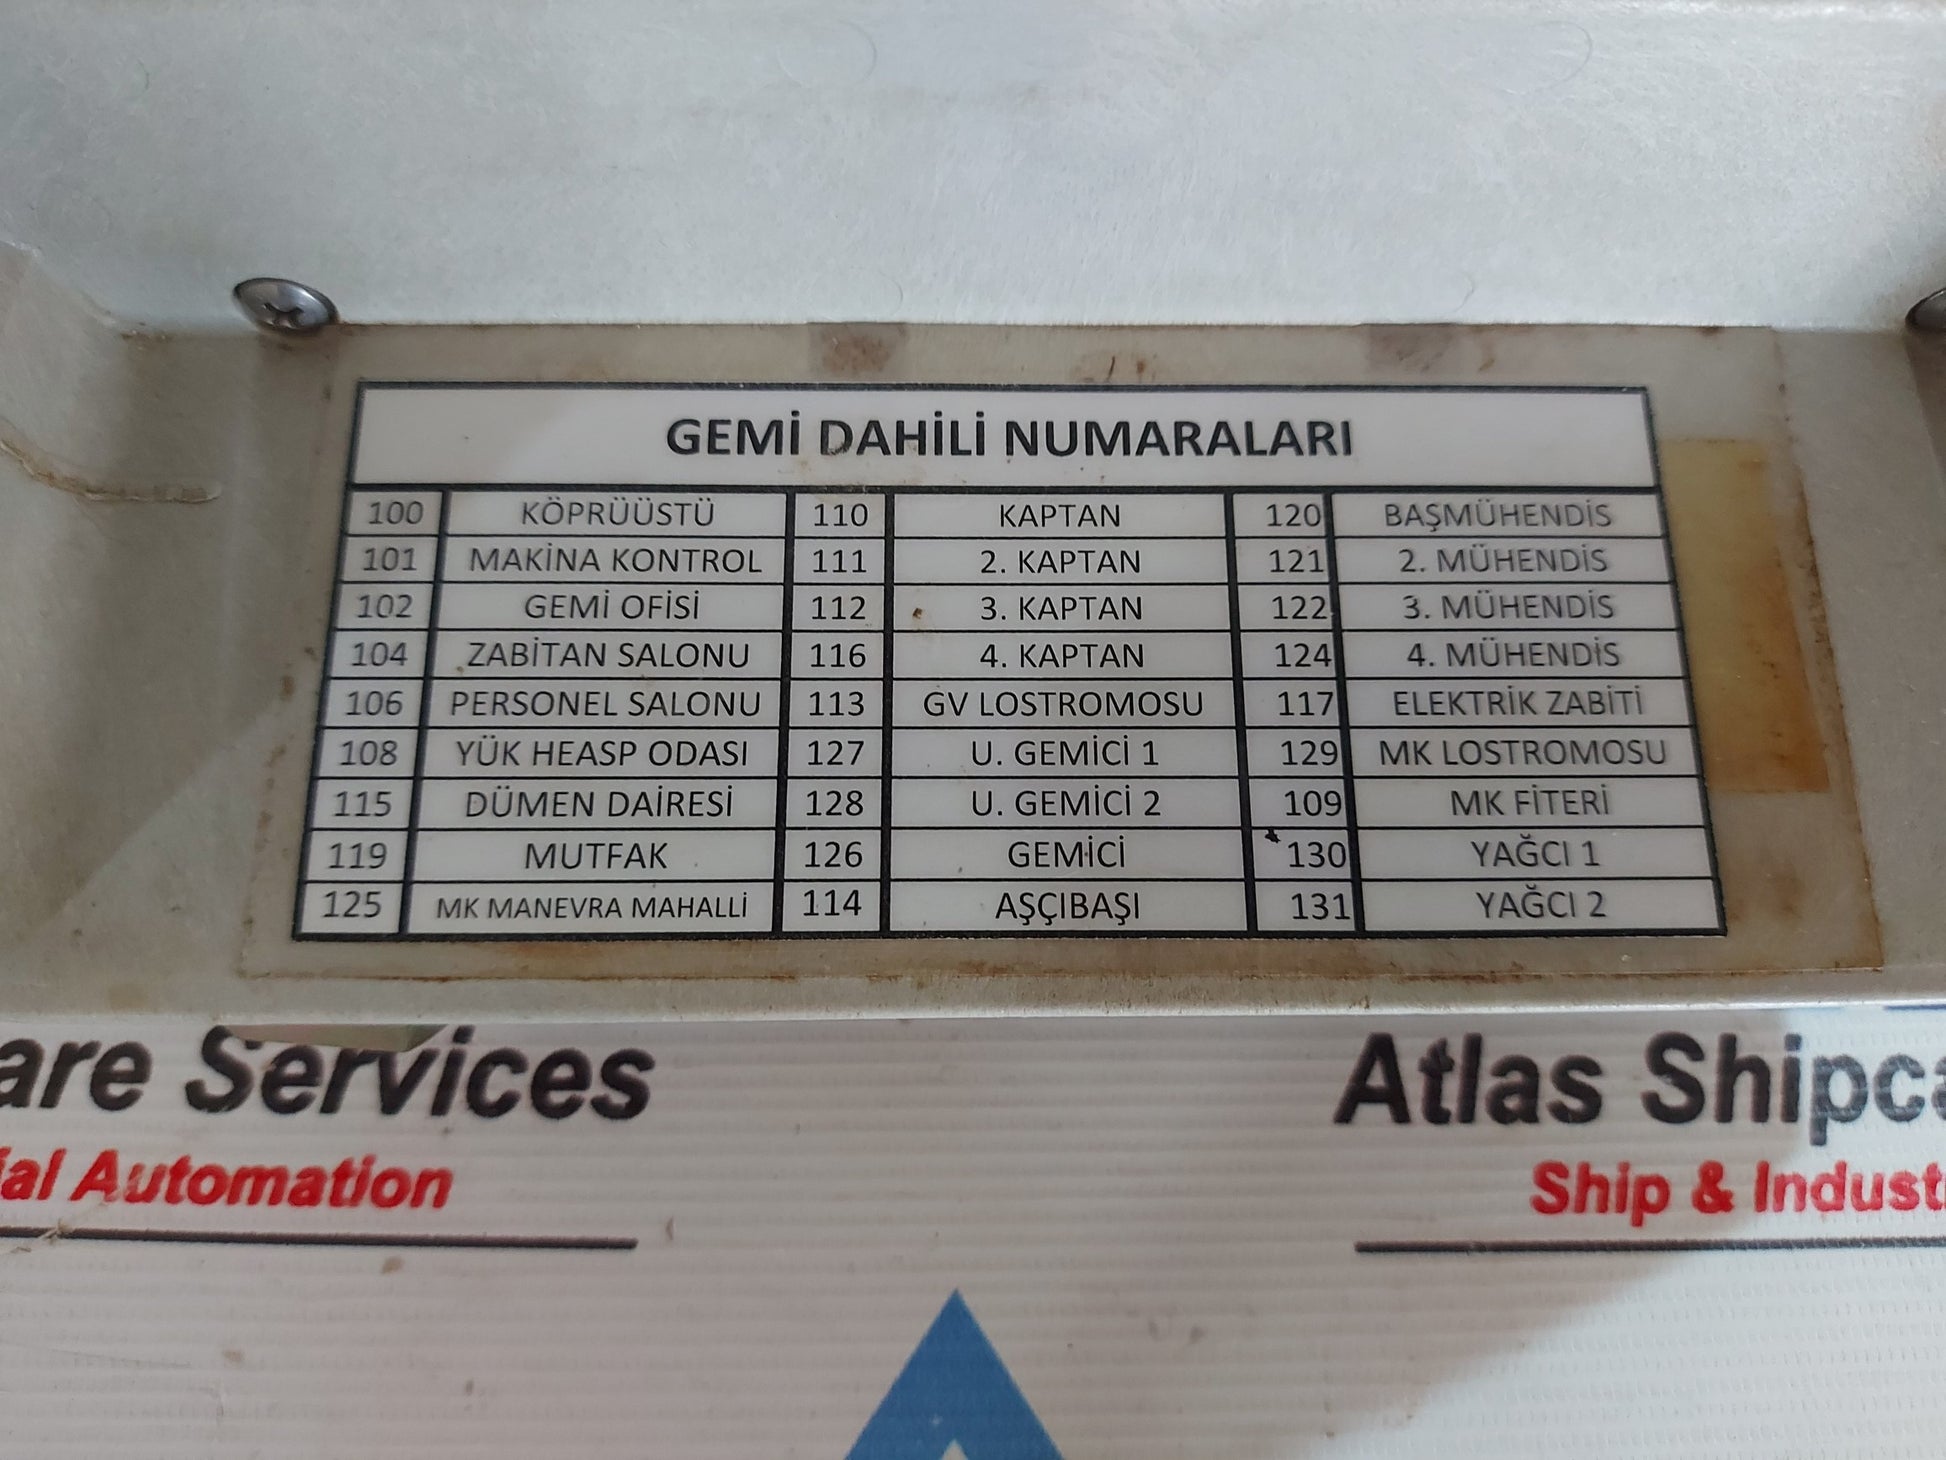 GEMİ DAHİLİ NUMARALARI
100 KÖPRÜÜSTÜ 110 KAPTAN 120 BAŞMÜHENDİS
101 MAKİNA KONTROL 111 2. KAPTAN 121 2. MÜHENDİS
102 GEMİ OFİSİ 112 3. KAPTAN 122 3. MÜHENDİS
104 ZABİTAN SALONU 116 4. KAPTAN 124 4. MÜHENDİS
106 PERSONEL SALONU 113 GV LOSTROMOSU 117 ELEKTRİK ZABİTİ
108 YÜK HEASP ODASI 127 U. GEMİCİ 1 129 MK LOSTROMOSU
115 DÜMEN DAİRESİ 128 U. GEMİCİ 2 109 MK FİTERİ
119 MUTFAK 126 GEMİCİ 130 YAĞCI 1
125 MK MANEVRA MAHALLİ 114 AŞÇIBAŞI 131 YAĞCI 2
are Services
ial Automation
Atlas Shipca
Ship & Indust